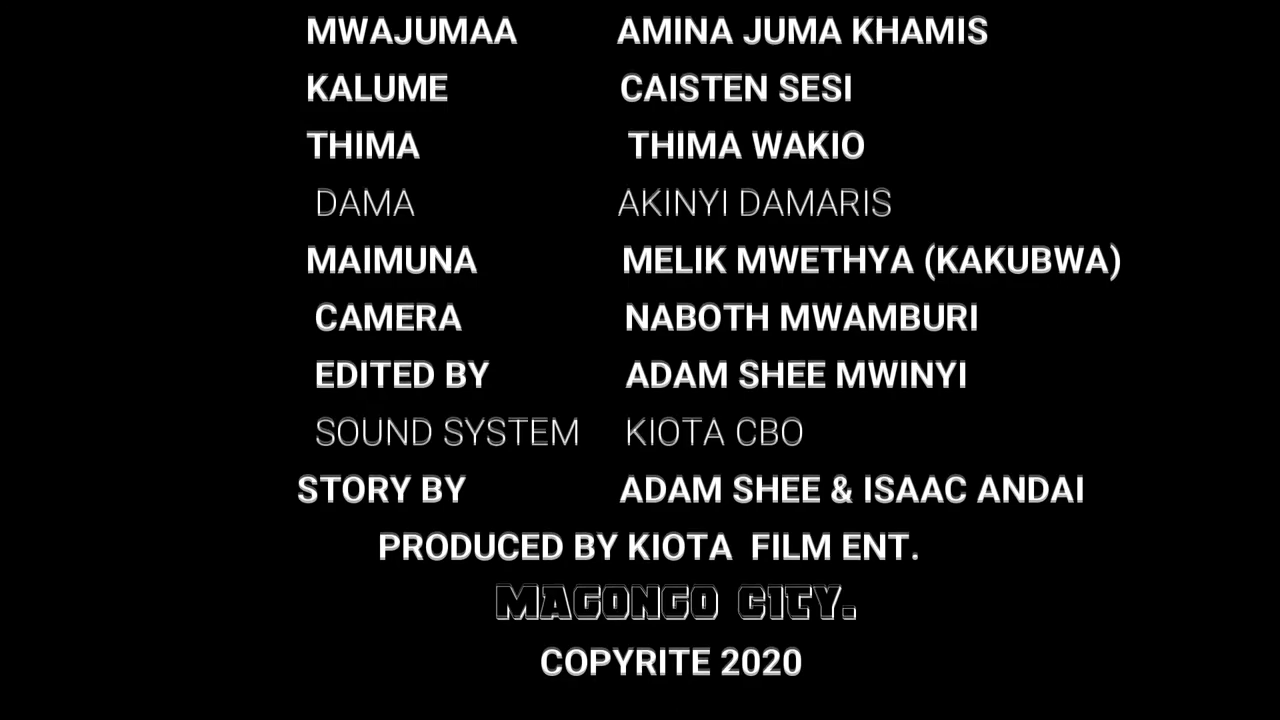 MWAJUMAA AMINA JUMA KHAMIS
KALUME CAISTEN SESI
THIMA THIMA WAKIO
DAMA AKINYI DAMARIS
MAIMUNA MELIK MWETHYA (KAKUBWA)
CAMERA NABOTH MWAMBURI
EDITED BY ADAM SHEE MWINYI
SOUND SYSTEM KIOTA CBO
STORY BY ADAM SHEE & ISAAC ANDAI
PRODUCED BY KIOTA FILM ENT.
MAGONGO CITY.
COPYRITE 2020